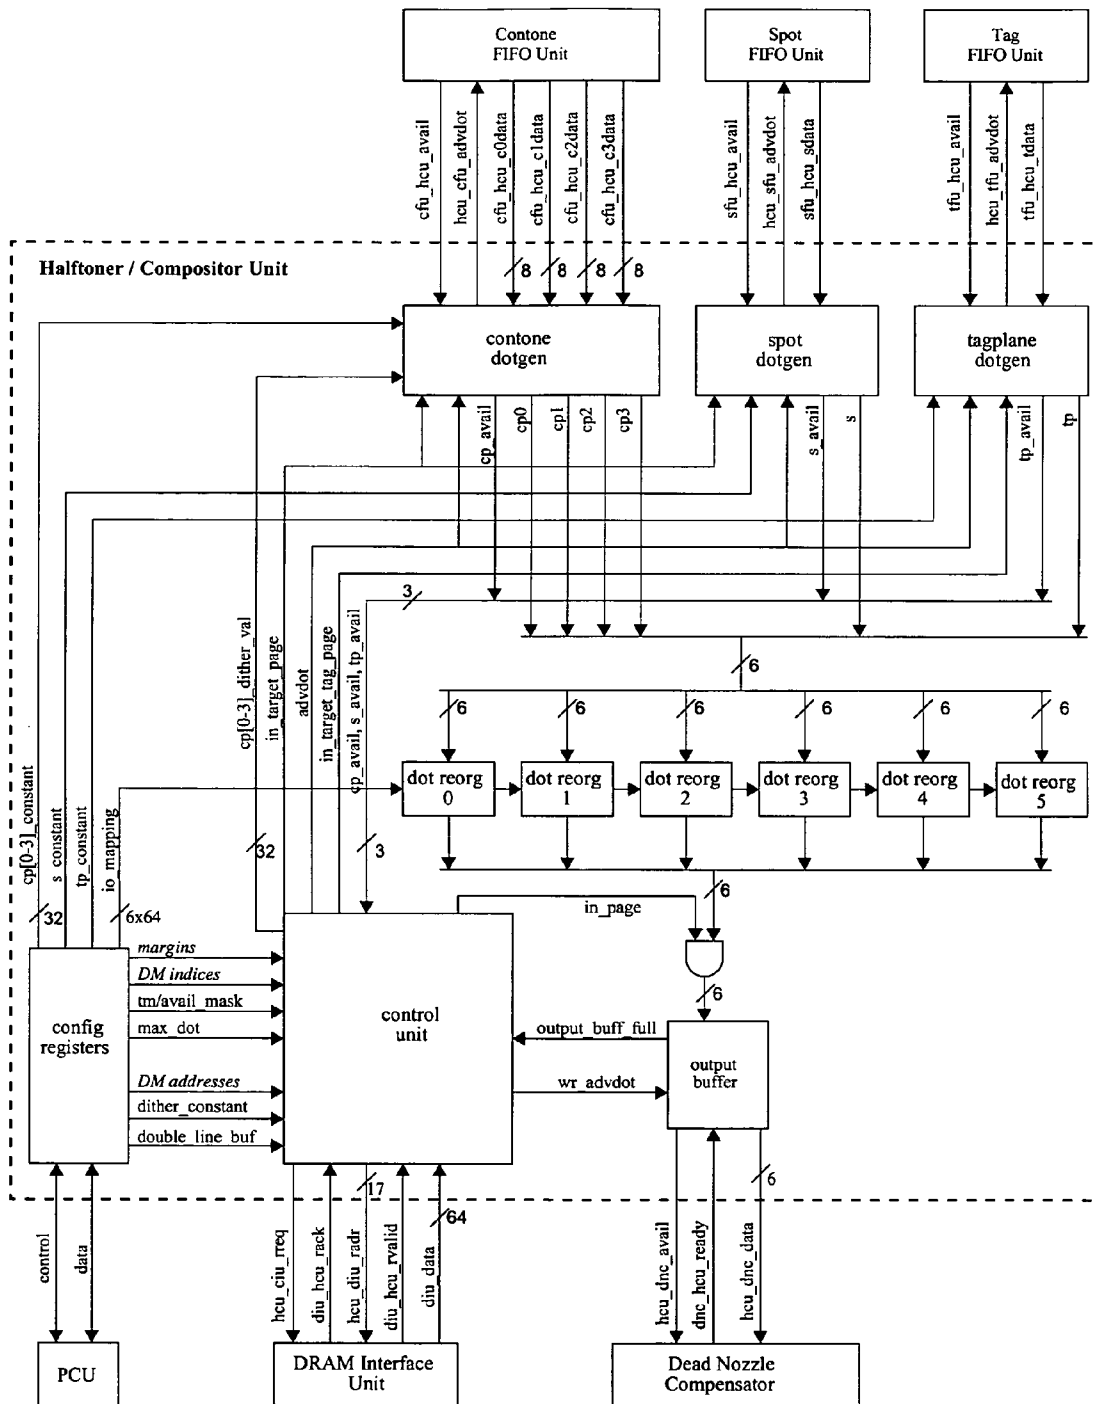 Contone
FIFO Unit
Spot
FIFO Unit
Tag
FIFO Unit
cfu_hcu_avail
hcu_cfu_advdot
cfu_hcu_c0data
cfu_hcu_c1data
cfu_hcu_c2data
cfu_hcu_c3data
sfu_hcu_avail
hcu_sfu_advdot
sfu_hcu_sdata
tfu_hcu_avail
hcu_tfu_advdot
tfu_hcu_tdata
Halftoner / Compositor Unit
8
8
8
8
contone
dotgen
spot
dotgen
tagplane
dotgen
cp_avail
cp0
cp1
cp2
cp3
s_avail
s
tp_avail
tp
3
6
cp[0-3]_dither_val
in_target_page
advdot
in_target_tag_page
cp_avail, s_avail, tp_avail
6
6
6
6
6
6
dot reorg
0
dot reorg
1
dot reorg
2
dot reorg
3
dot reorg
4
dot reorg
5
cp[0-3]_constant
s_constant
tp_constant
io_mapping
32
3
6
32
6x64
in_page
6
margins
DM indices
tm/avail_mask
max_dot
DM addresses
dither_constant
double_line_buf
config
registers
control
unit
output_buff_full
wr_advdot
output
buffer
17
64
6
control
data
hcu_ciu_rreq
diu_hcu_rack
hcu_diu_radr
diu_hcu_rvalid
diu_data
hcu_dnc_avail
dnc_hcu_ready
hcu_dnc_data
PCU
DRAM Interface
Unit
Dead Nozzle
Compensator